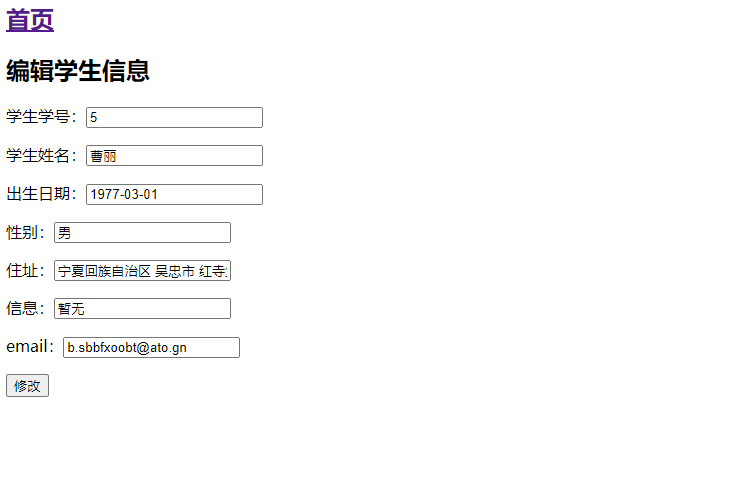 首页
编辑学生信息
学生学号：5
学生姓名：曹丽
出生日期：1977-03-01
性别：男
住址：宁夏回族自治区 吴忠市 红寺
信息：暂无
email：b.sbbfxoobt@ato.gn
修改